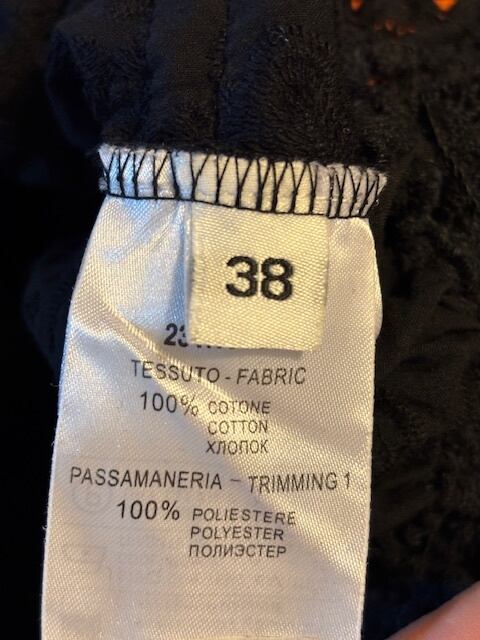 38
TESSUTO - FABRIC
100% COTONE
COTTON
ХЛОПОК
PASSAMANERIA - TRIMMING 1
100% POLIESTERE
POLYESTER
ПОЛИЭСТЕР